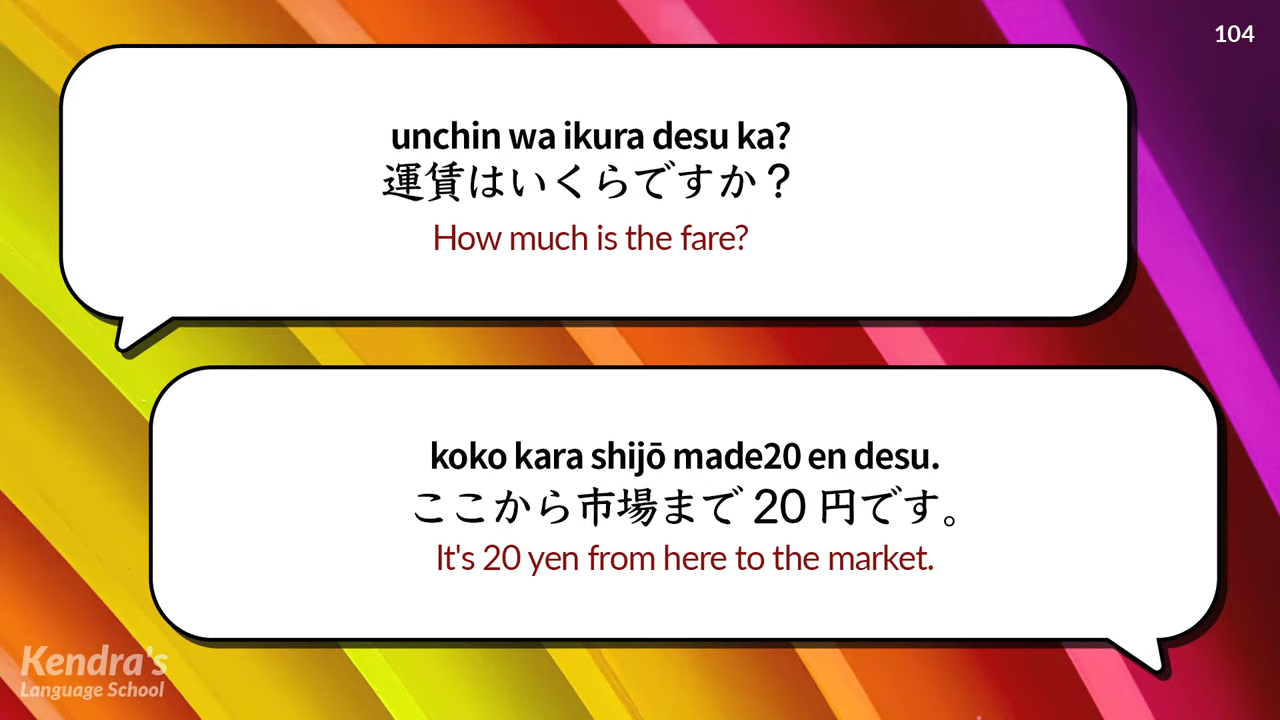 104
unchin wa ikura desu ka?
運賃はいくらですか？
How much is the fare?
koko kara shijō made20 en desu.
ここから市場まで 20 円です。
It's 20 yen from here to the market.
Kendra's
Language School